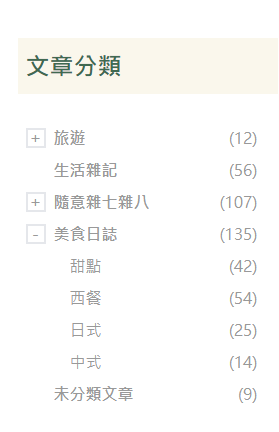 文章分類
+ 旅遊 (12)
生活雜記 (56)
+ 隨意雜七雜八 (107)
- 美食日誌 (135)
甜點 (42)
西餐 (54)
日式 (25)
中式 (14)
未分類文章 (9)